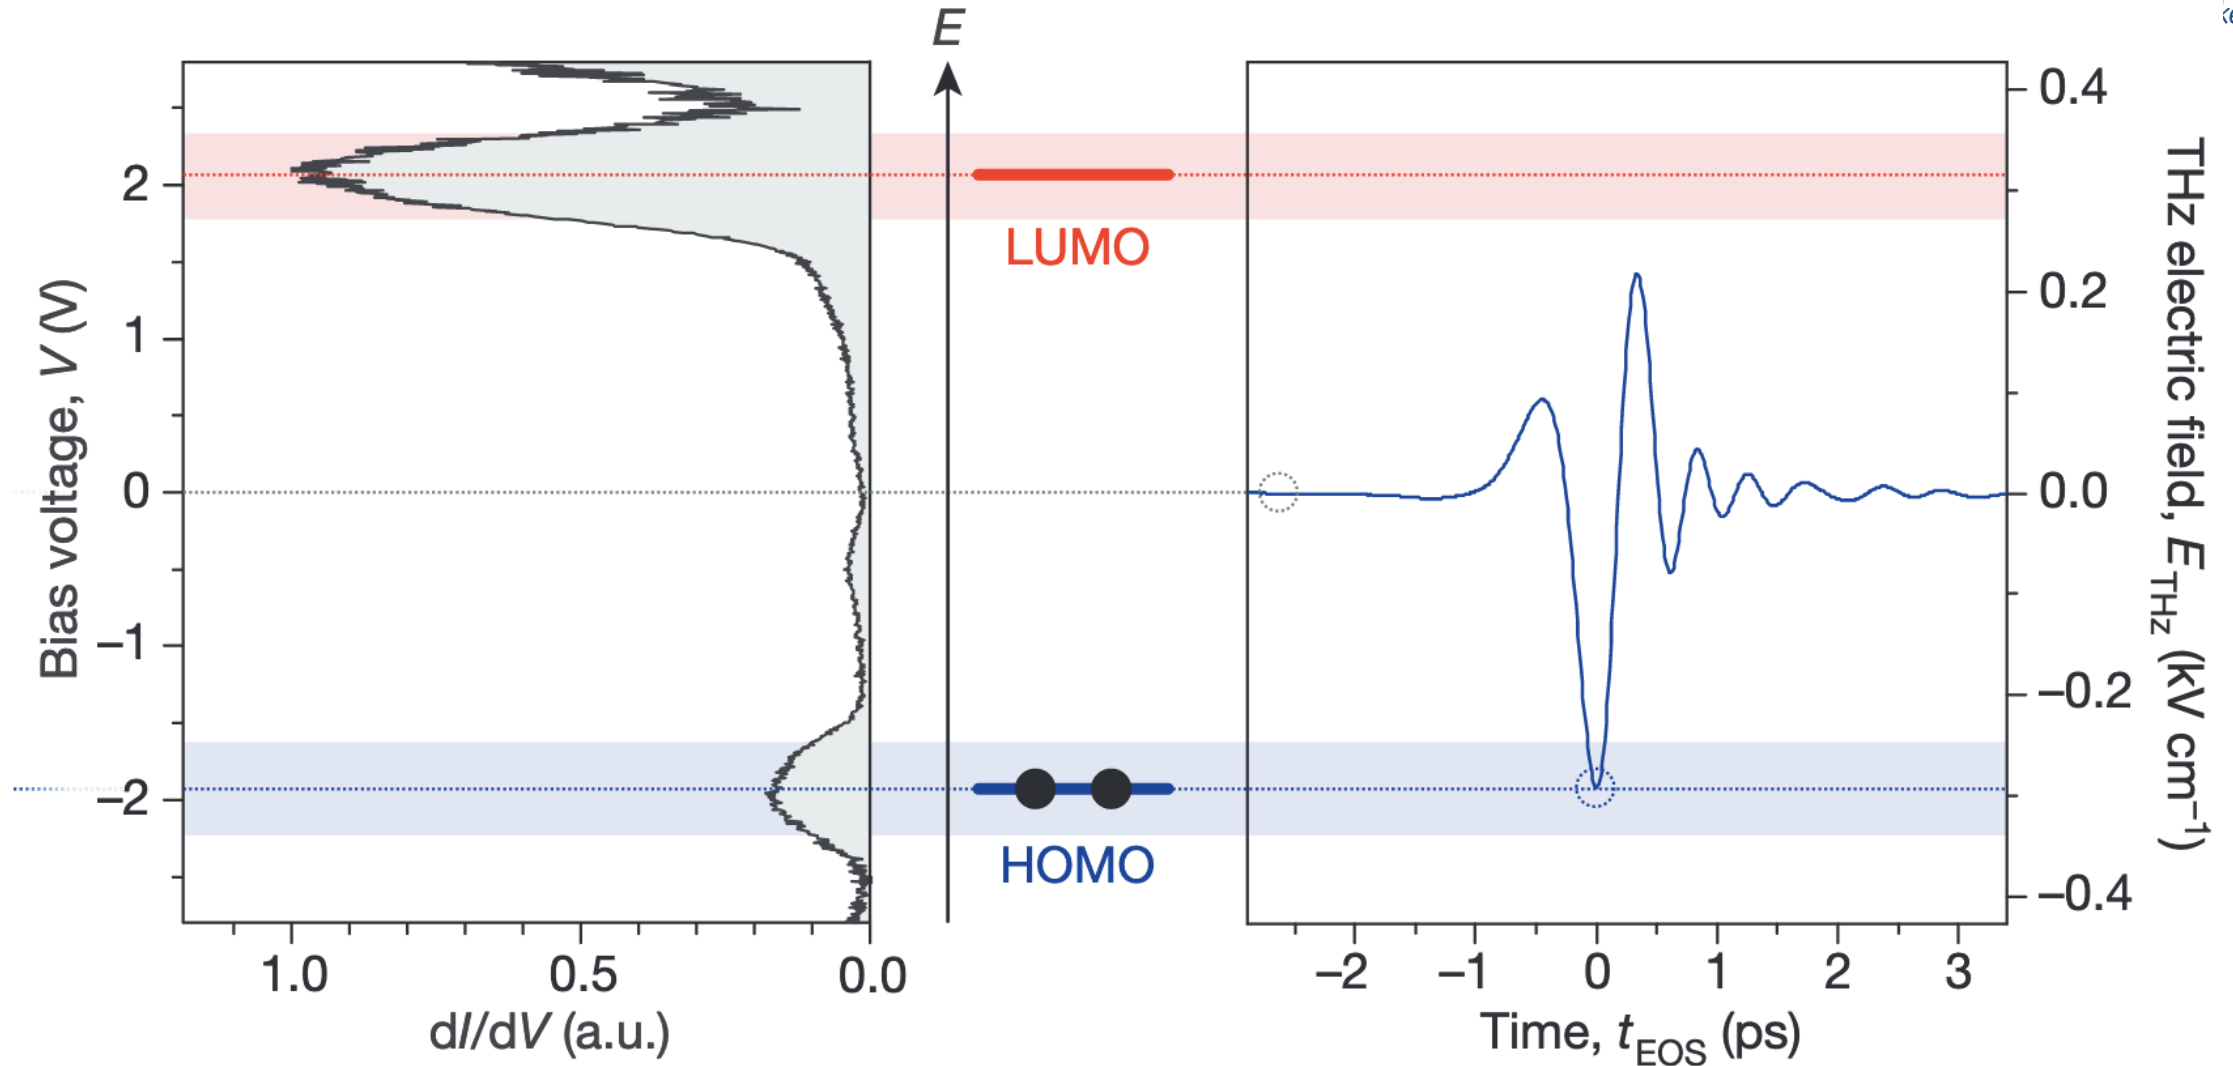 E
2
1
0
−1
−2
Bias voltage, V (V)
1.0
0.5
0.0
dI/dV (a.u.)
LUMO
HOMO
0.4
0.2
0.0
−0.2
−0.4
THz electric field, E_THz (kV cm⁻¹)
−2
−1
0
1
2
3
Time, t_EOS (ps)